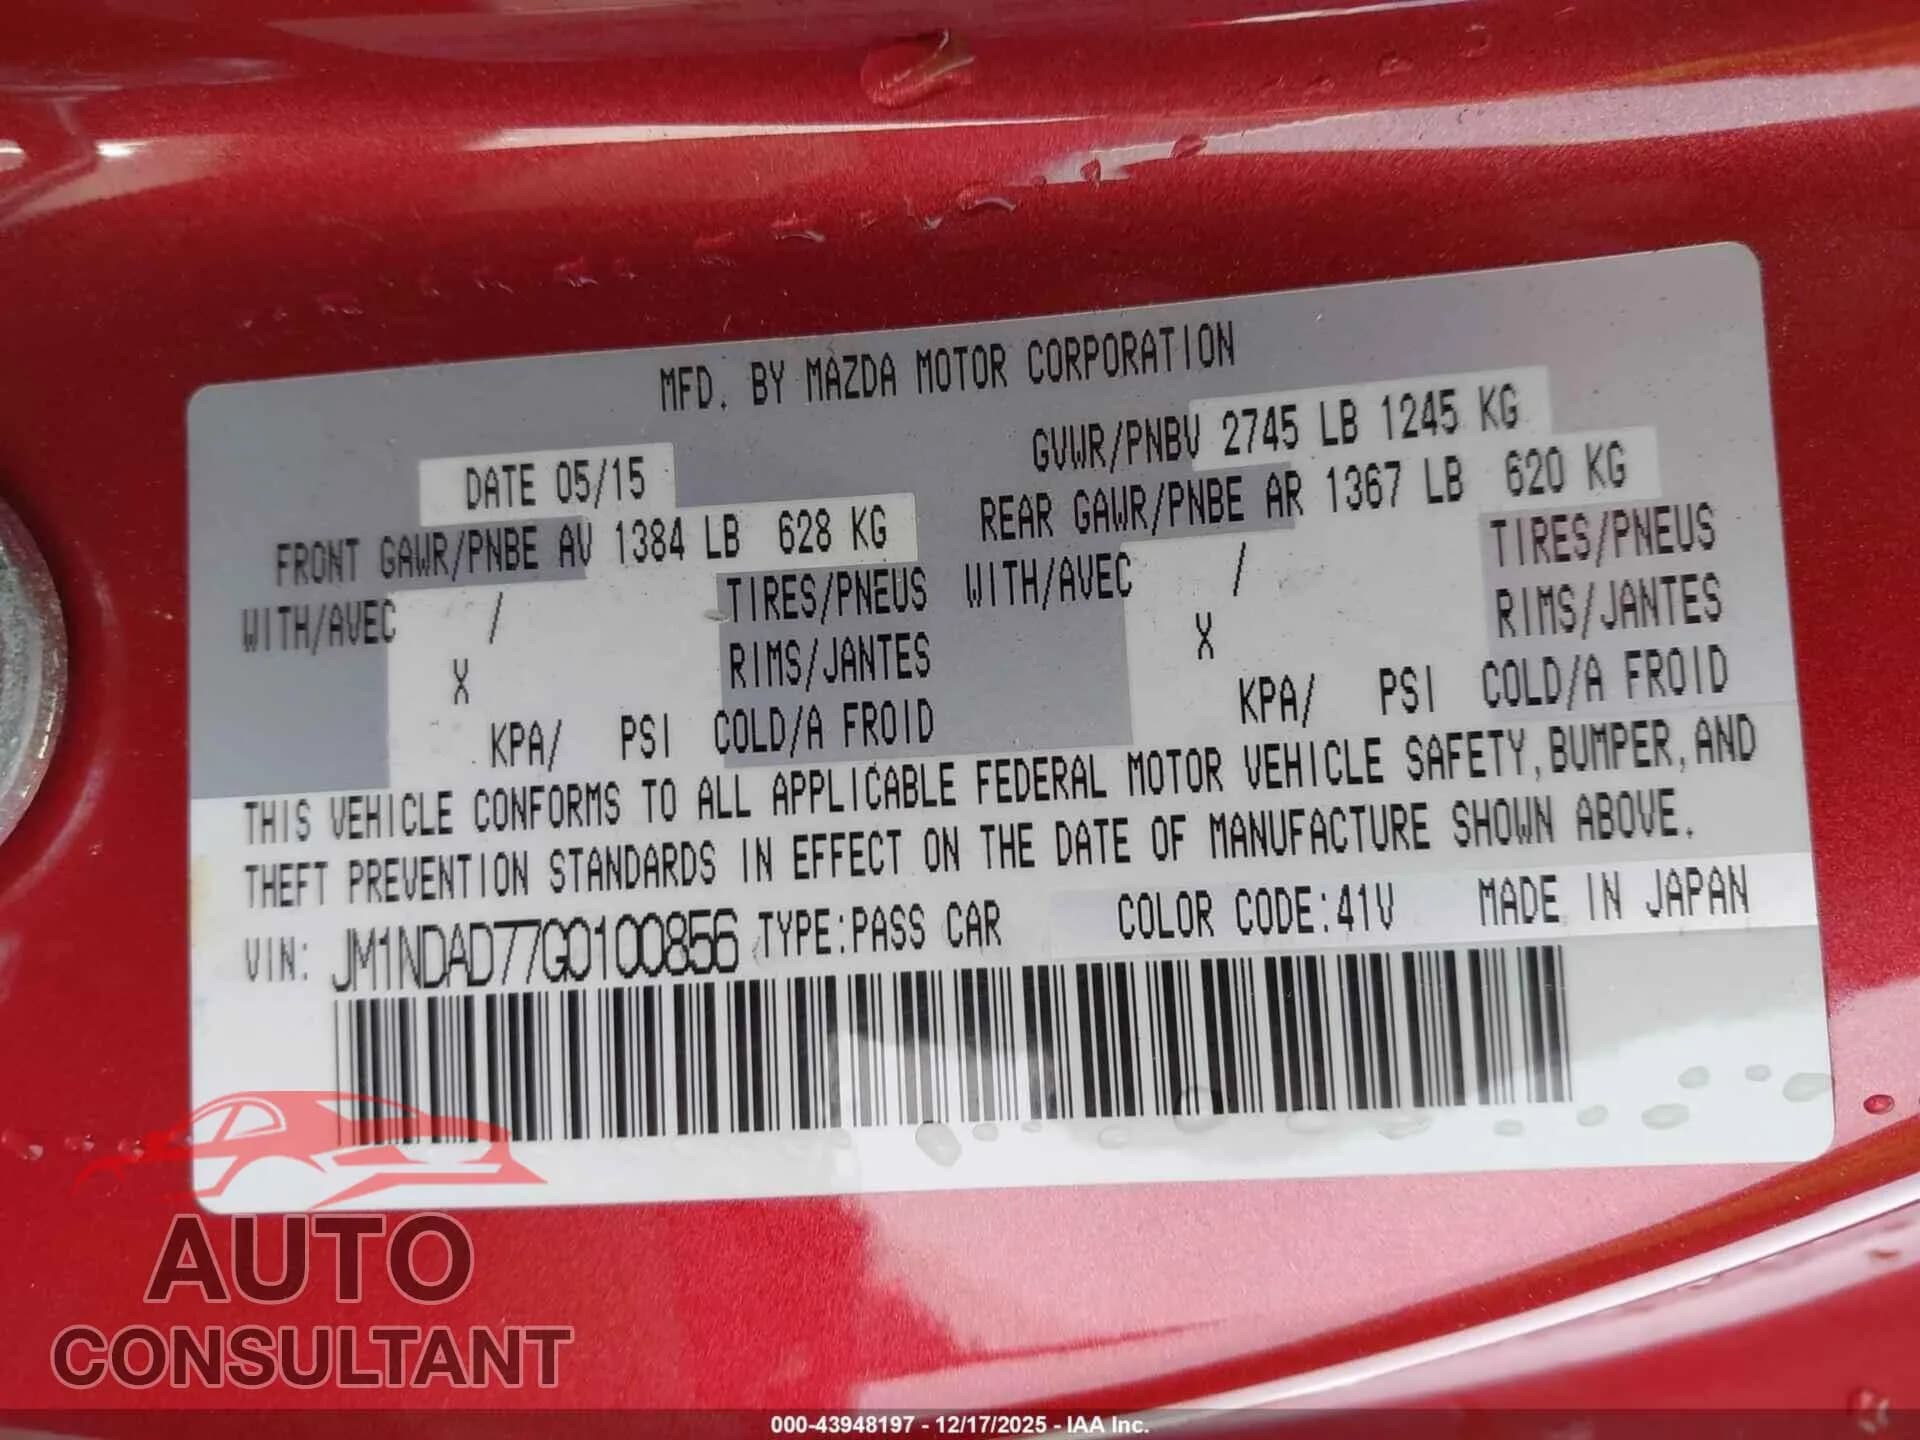 MFD. BY MAZDA MOTOR CORPORATION
DATE 05/15 GVWR/PNBV 2745 LB 1245 KG
FRONT GAWR/PNBE AV 1384 LB 628 KG REAR GAWR/PNBE AR 1367 LB 620 KG
WITH/AVEC / TIRES/PNEUS WITH/AVEC / TIRES/PNEUS
X RIMS/JANTES X RIMS/JANTES
KPA/ PSI COLD/A FROID KPA/ PSI COLD/A FROID
THIS VEHICLE CONFORMS TO ALL APPLICABLE FEDERAL MOTOR VEHICLE SAFETY, BUMPER, AND
THEFT PREVENTION STANDARDS IN EFFECT ON THE DATE OF MANUFACTURE SHOWN ABOVE.
VIN: JM1NDAD77G0100856 TYPE:PASS CAR COLOR CODE:41V MADE IN JAPAN
AUTO
CONSULTANT
000-43948197 - 12/17/2025 - IAA Inc.